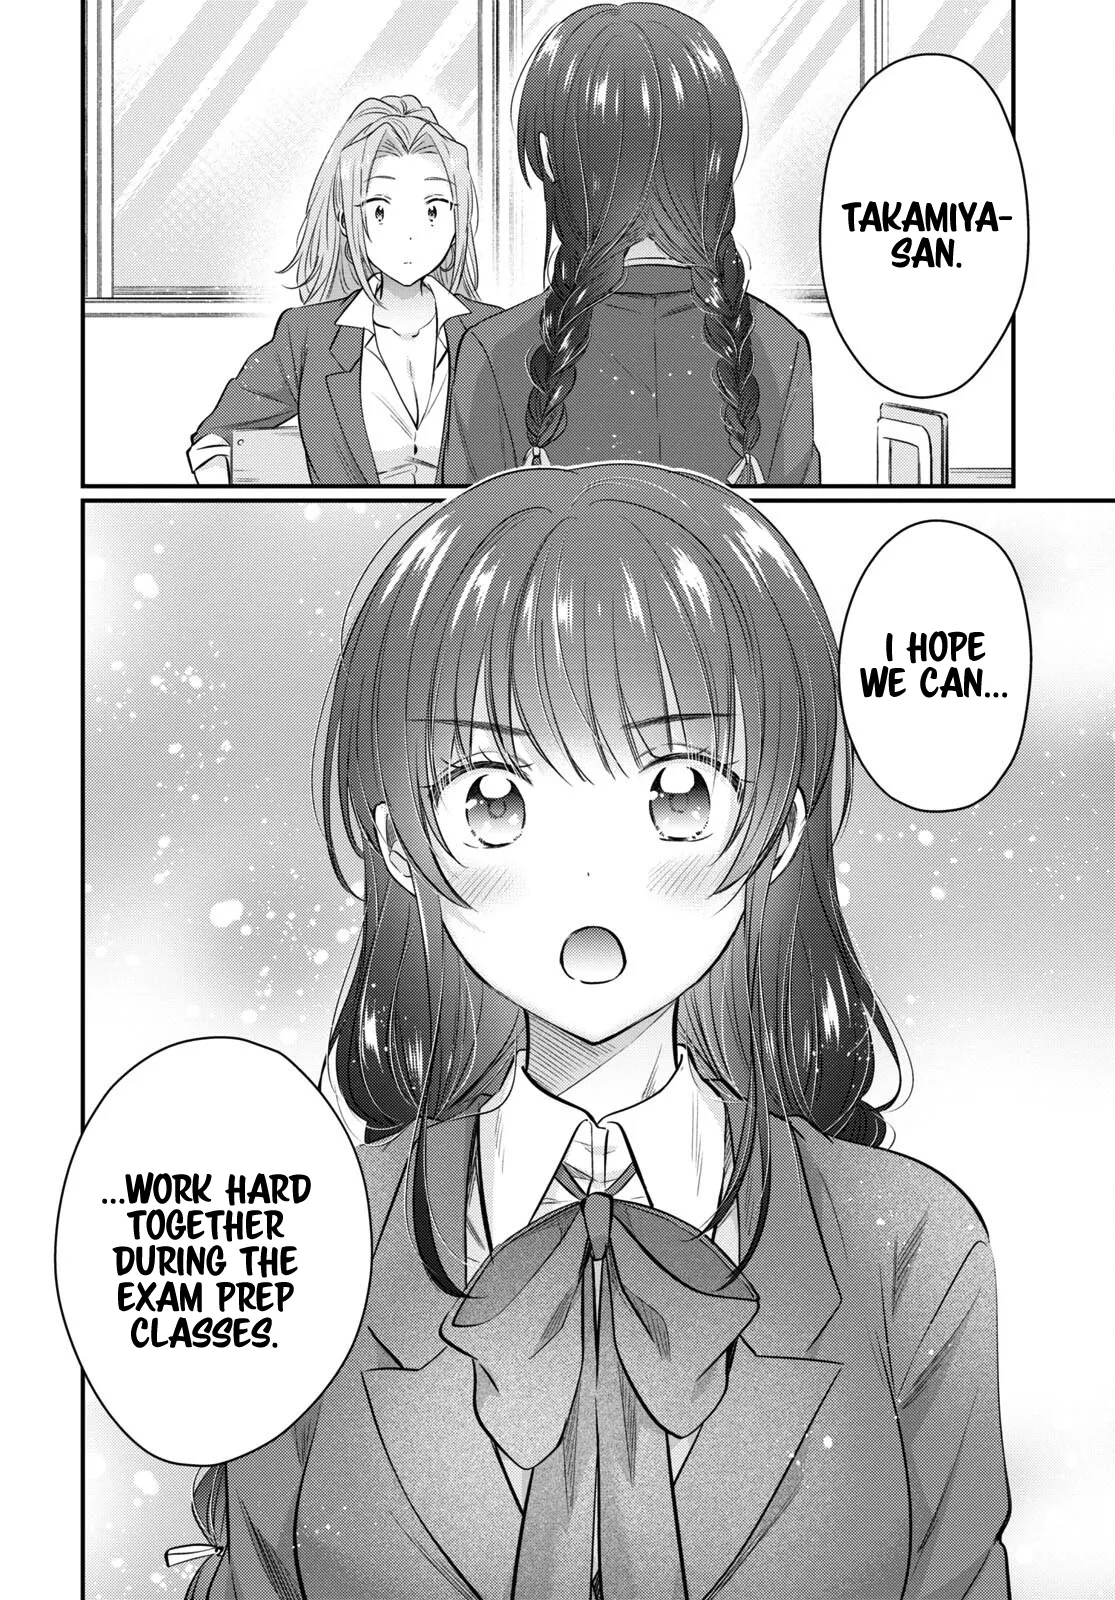 TAKAMIYA-
SAN.
I HOPE
WE CAN...
...WORK HARD
TOGETHER
DURING THE
EXAM PREP
CLASSES.